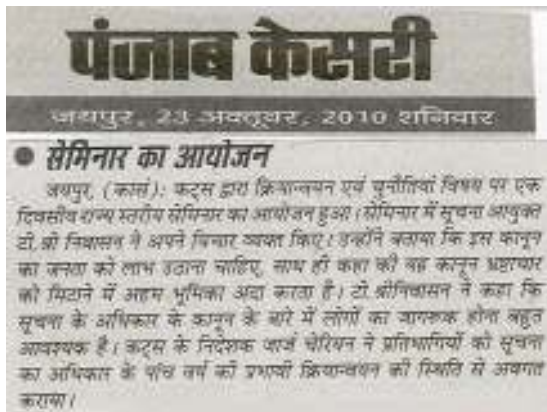 पंजाब केसरी
जयपुर, 23 अक्तूबर, 2010 शनिवार
● सेमिनार का आयोजन
जयपुर, (कासं): कट्स द्वारा क्रियान्वयन एवं चुनौतियां विषय पर एक
दिवसीय राज्य स्तरीय सेमिनार का आयोजन हुआ। सेमिनार में सूचना आयुक्त
टी. श्री निवासन ने अपने विचार व्यक्त किए। उन्होंने बताया कि इस कानून
का जनता को लाभ उठाना चाहिए, साथ ही कहा की यह कानून भ्रष्टाचार
को मिटाने में अहम भूमिका अदा करता है। टी. श्रीनिवासन ने कहा कि
सूचना के अधिकार के कानून के बारे में लोगों का जागरूक होना बहुत
आवश्यक है। कट्स के निदेशक जार्ज चेरियन ने प्रतिभागियों को सूचना
का अधिकार के पांच वर्ष की प्रभावी क्रियान्वयन की स्थिति से अवगत
कराया।